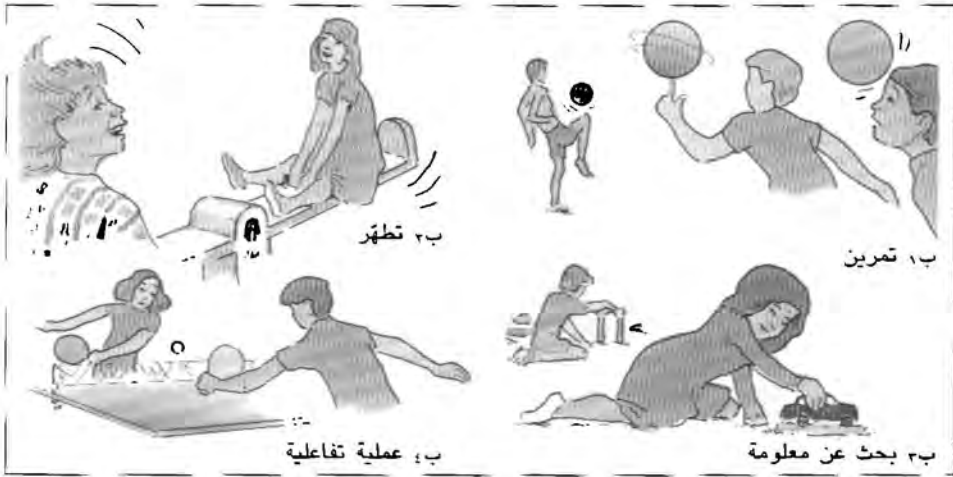 ب١ تمرين
ب٢ تطهّر
ب٣ بحث عن معلومة
ب٤ عملية تفاعلية